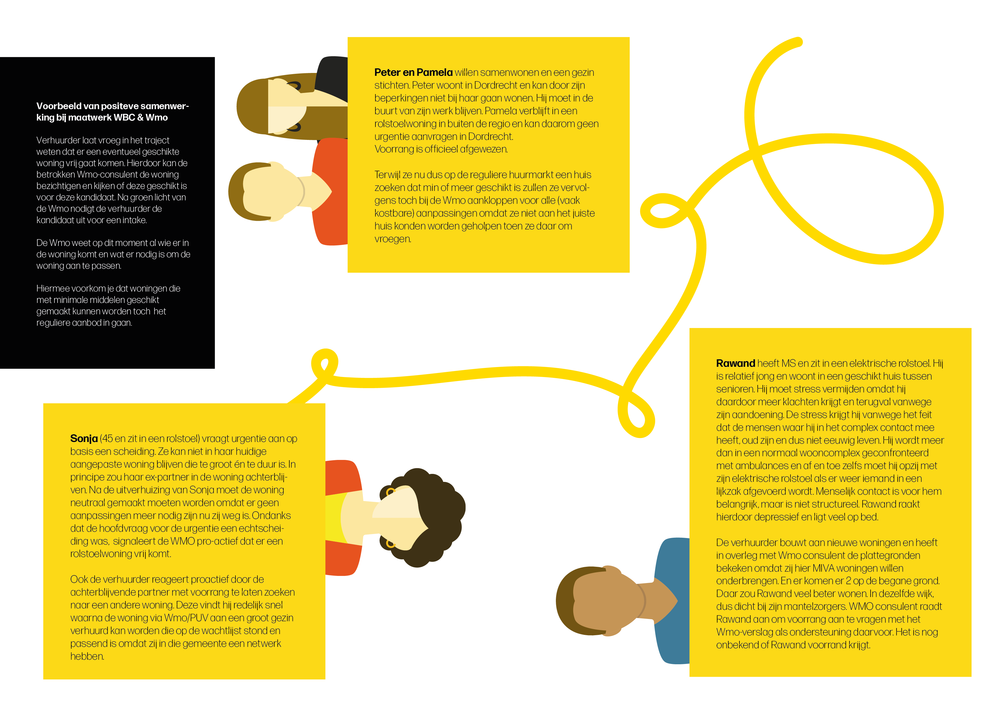 Voorbeeld van positeve samenwer-
king bij maatwerk WBC & Wmo
Verhuurder laat vroeg in het traject
weten dat er een eventueel geschikte
woning vrij gaat komen. Hierdoor kan de
betrokken Wmo-consulent de woning
bezichtigen en kijken of deze geschikt is
voor deze kandidaat. Na groen licht van
de Wmo nodigt de verhuurder de
kandidaat uit voor een intake.
De Wmo weet op dit moment al wie er in
de woning komt en wat er nodig is om de
woning aan te passen.
Hiermee voorkom je dat woningen die
met minimale middelen geschikt
gemaakt kunnen worden toch  het
reguliere aanbod in gaan.
Peter en Pamela willen samenwonen en een gezin
stichten. Peter woont in Dordrecht en kan door zijn
beperkingen niet bij haar gaan wonen. Hij moet in de
buurt van zijn werk blijven. Pamela verblijft in een
rolstoelwoning in buiten de regio en kan daarom geen
urgentie aanvragen in Dordrecht.
Voorrang is officieel afgewezen.
Terwijl ze nu dus op de reguliere huurmarkt een huis
zoeken dat min of meer geschikt is zullen ze vervol-
gens toch bij de Wmo aankloppen voor alle (vaak
kostbare) aanpassingen omdat ze niet aan het juiste
huis konden worden geholpen toen ze daar om
vroegen.
Sonja (45 en zit in een rolstoel) vraagt urgentie aan op
basis een scheiding. Ze kan niet in haar huidige
aangepaste woning blijven die te groot én te duur is. In
principe zou haar ex-partner in de woning achterblij-
ven. Na de uitverhuizing van Sonja moet de woning
neutraal gemaakt moeten worden omdat er geen
aanpassingen meer nodig zijn nu zij weg is. Ondanks
dat de hoofdvraag voor de urgentie een echtschei-
ding was,  signaleert de WMO pro-actief dat er een
rolstoelwoning vrij komt.
Ook de verhuurder reageert proactief door de
achterblijvende partner met voorrang te laten zoeken
naar een andere woning. Deze vindt hij redelijk snel
waarna de woning via Wmo/PUV aan een groot gezin
verhuurd kan worden die op de wachtlijst stond en
passend is omdat zij in die gemeente een netwerk
hebben.
Rawand heeft MS en zit in een elektrische rolstoel. Hij
is relatief jong en woont in een geschikt huis tussen
senioren. Hij moet stress vermijden omdat hij
daardoor meer klachten krijgt en terugval vanwege
zijn aandoening. De stress krijgt hij vanwege het feit
dat de mensen waar hij in het complex contact mee
heeft, oud zijn en dus niet eeuwig leven. Hij wordt meer
dan in een normaal wooncomplex geconfronteerd
met ambulances en af en toe zelfs moet hij opzij met
zijn elektrische rolstoel als er weer iemand in een
lijkzak afgevoerd wordt. Menselijk contact is voor hem
belangrijk, maar is niet structureel. Rawand raakt
hierdoor depressief en ligt veel op bed.
De verhuurder bouwt aan nieuwe woningen en heeft
in overleg met Wmo consulent de plattegronden
bekeken omdat zij hier MIVA woningen willen
onderbrengen. En er komen er 2 op de begane grond.
Daar zou Rawand veel beter wonen. In dezelfde wijk,
dus dicht bij zijn mantelzorgers. WMO consulent raadt
Rawand aan om voorrang aan te vragen met het
Wmo-verslag als ondersteuning daarvoor. Het is nog
onbekend of Rawand voorrand krijgt.